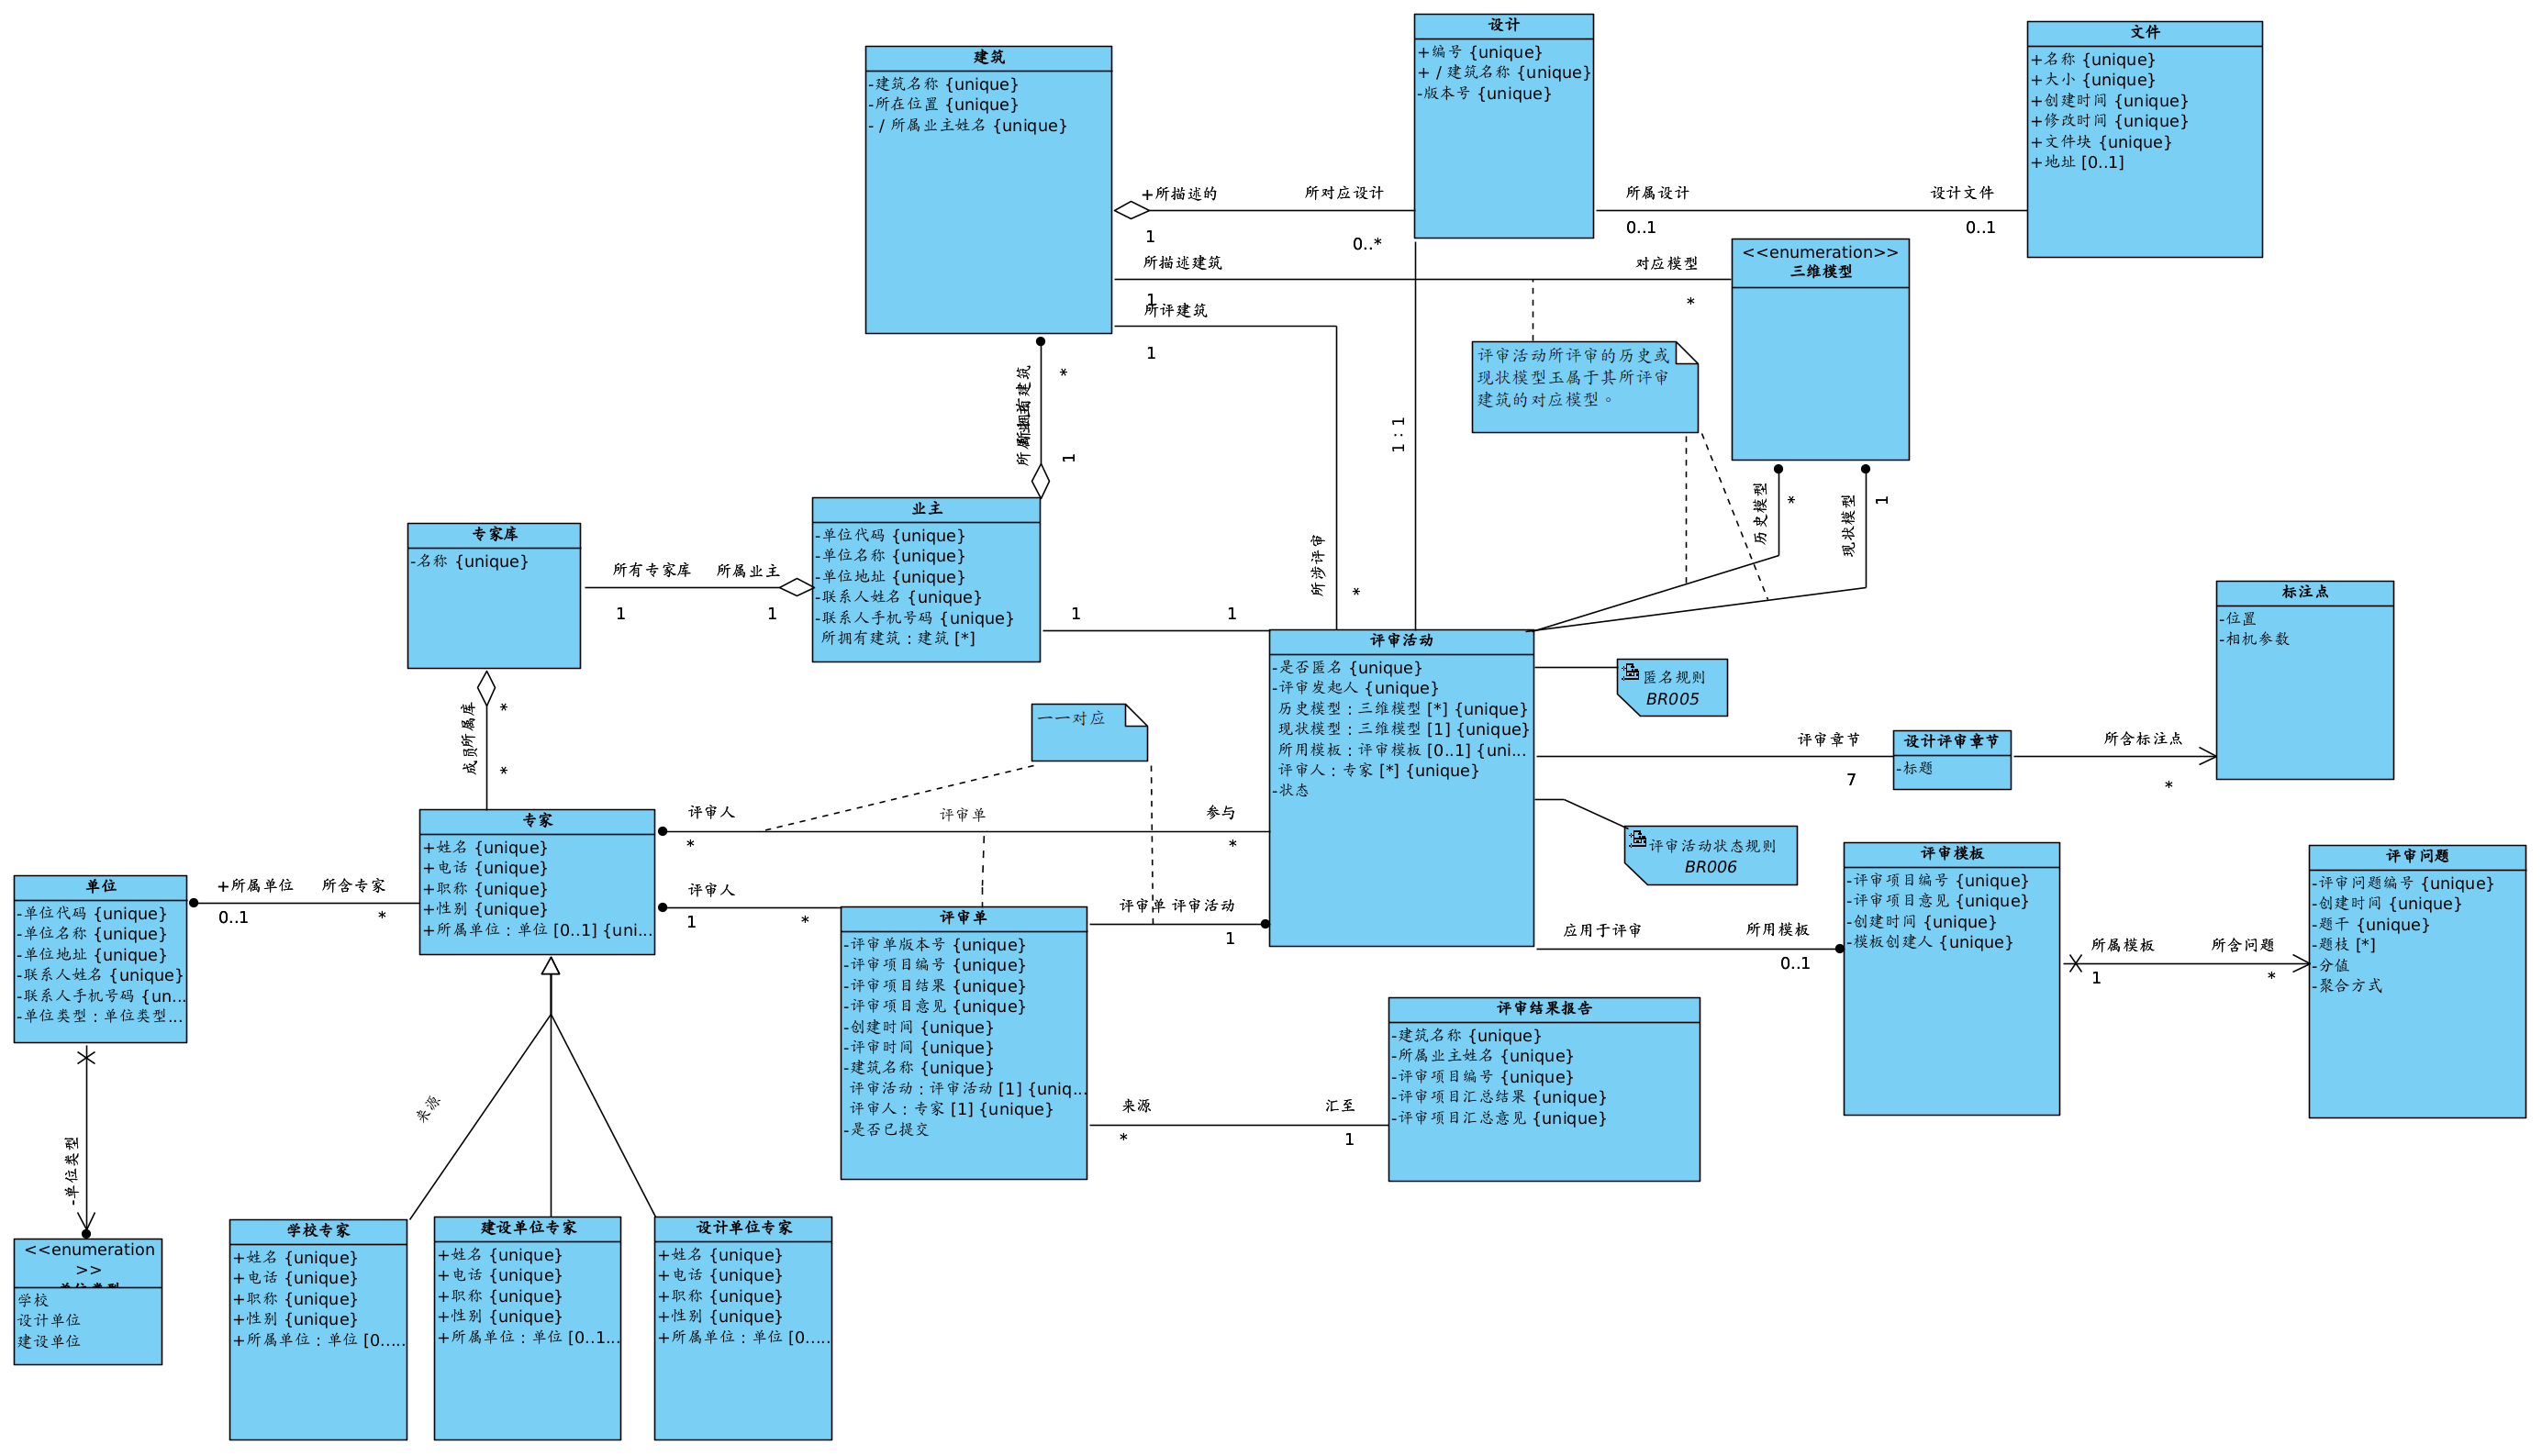 建筑
-建筑名称 {unique}
-所在位置 {unique}
- / 所属业主姓名 {unique}
设计
+编号 {unique}
+ / 建筑名称 {unique}
-版本号 {unique}
文件
+名称 {unique}
+大小 {unique}
+创建时间 {unique}
+修改时间 {unique}
+文件块 {unique}
+地址 [0..1]
+所描述的
所对应设计
1
0..*
所属设计
设计文件
0..1
0..1
所描述建筑
对应模型
1
*
所评建筑
1
<<enumeration>>
三维模型
评审活动所评审的历史或
现状模型玉属于其所评审
建筑的对应模型。
所拥有建筑
*
所属业主
1
1 : 1
历史模型
*
现状模型
1
所涉评审
*
专家库
-名称 {unique}
所有专家库
所属业主
1
1
业主
-单位代码 {unique}
-单位名称 {unique}
-单位地址 {unique}
-联系人姓名 {unique}
-联系人手机号码 {unique}
所拥有建筑 : 建筑 [*]
1
1
评审活动
-是否匿名 {unique}
-评审发起人 {unique}
历史模型 : 三维模型 [*] {unique}
现状模型 : 三维模型 [1] {unique}
所用模板 : 评审模板 [0..1] {uni...
评审人 : 专家 [*] {unique}
-状态
匿名规则
BR005
标注点
-位置
-相机参数
评审章节
7
设计评审章节
-标题
所含标注点
*
评审活动状态规则
BR006
一一对应
所属库
*
成员
*
专家
+姓名 {unique}
+电话 {unique}
+职称 {unique}
+性别 {unique}
+所属单位 : 单位 [0..1] {uni...
评审人
评审单
参与
*
*
评审人
1
*
评审单 评审活动
1
单位
-单位代码 {unique}
-单位名称 {unique}
-单位地址 {unique}
-联系人姓名 {unique}
-联系人手机号码 {un...
-单位类型 : 单位类型...
+所属单位
所含专家
0..1
*
评审单
-评审单版本号 {unique}
-评审项目编号 {unique}
-评审项目结果 {unique}
-评审项目意见 {unique}
-创建时间 {unique}
-评审时间 {unique}
-建筑名称 {unique}
评审活动 : 评审活动 [1] {uniq...
评审人 : 专家 [1] {unique}
-是否已提交
应用于评审
所用模板
0..1
评审模板
-评审项目编号 {unique}
-评审项目意见 {unique}
-创建时间 {unique}
-模板创建人 {unique}
所属模板
所含问题
1
*
评审问题
-评审问题编号 {unique}
-创建时间 {unique}
-题干 {unique}
-题枝 [*]
-分值
-聚合方式
评审结果报告
-建筑名称 {unique}
-所属业主姓名 {unique}
-评审项目编号 {unique}
-评审项目汇总结果 {unique}
-评审项目汇总意见 {unique}
来源
汇至
*
1
来源
-单位类型
<<enumeration
>>
学校
设计单位
建设单位
学校专家
+姓名 {unique}
+电话 {unique}
+职称 {unique}
+性别 {unique}
+所属单位 : 单位 [0.....
建设单位专家
+姓名 {unique}
+电话 {unique}
+职称 {unique}
+性别 {unique}
+所属单位 : 单位 [0..1...
设计单位专家
+姓名 {unique}
+电话 {unique}
+职称 {unique}
+性别 {unique}
+所属单位 : 单位 [0.....